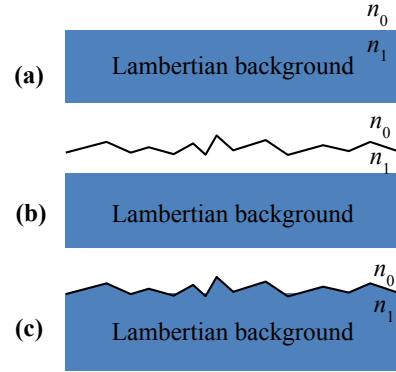 n0
n1
(a) Lambertian background
n0
n1
(b) Lambertian background
n0
n1
(c) Lambertian background